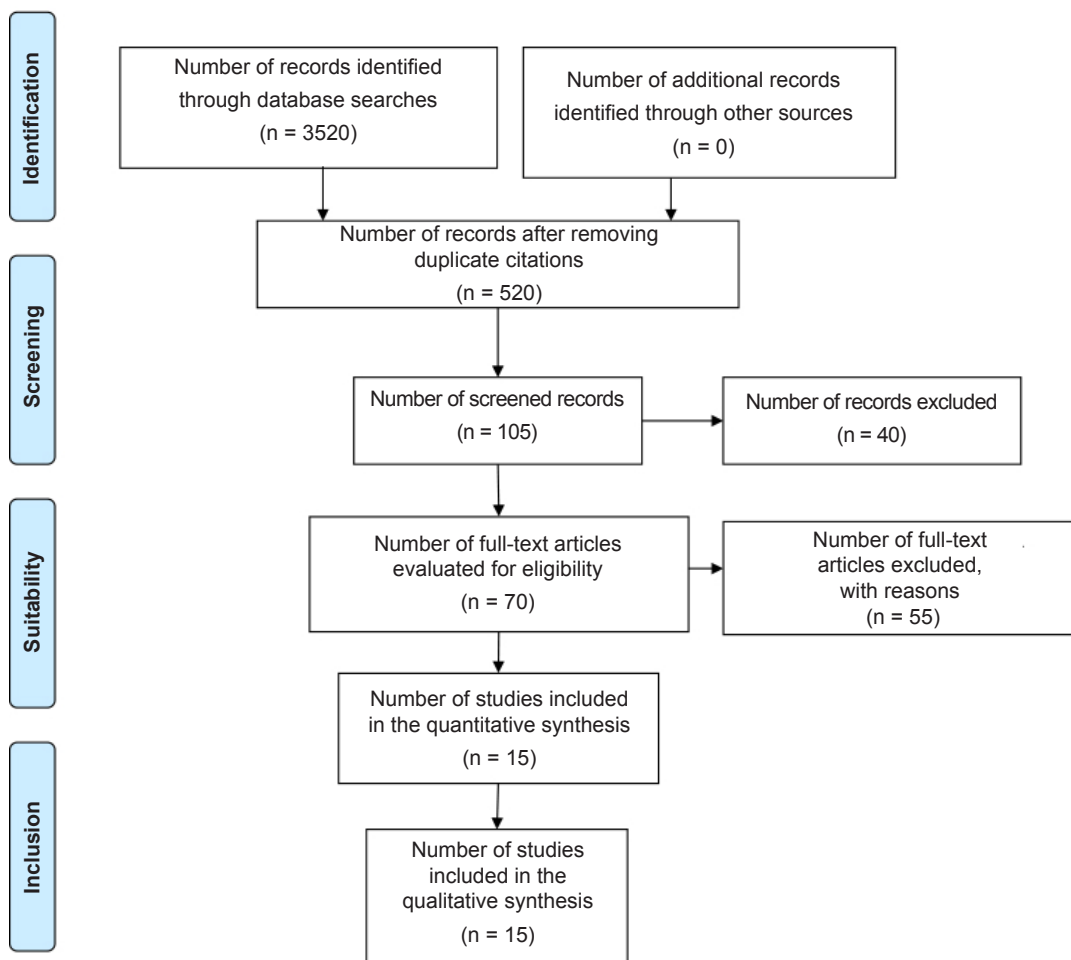 Identification
Number of records identified
through database searches
(n = 3520)
Number of additional records
identified through other sources
(n = 0)
Number of records after removing
duplicate citations
(n = 520)
Screening
Number of screened records
(n = 105)
Number of records excluded
(n = 40)
Suitability
Number of full-text articles
evaluated for eligibility
(n = 70)
Number of full-text
articles excluded,
with reasons
(n = 55)
Number of studies included
in the quantitative synthesis
(n = 15)
Inclusion
Number of studies
included in the
qualitative synthesis
(n = 15)